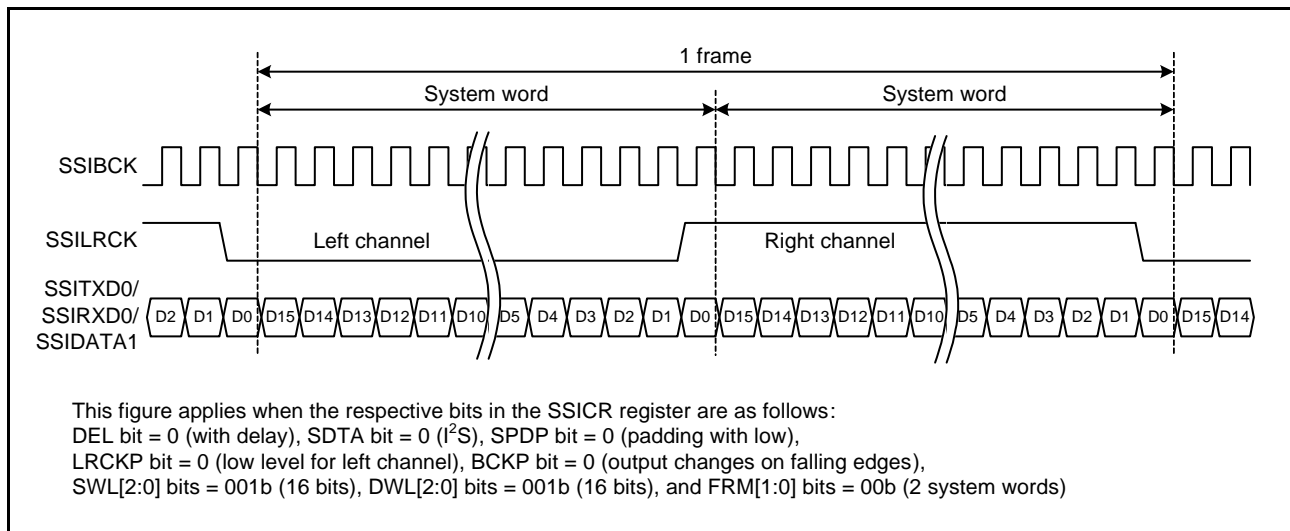 1 frame
System word System word
SSIBCK
SSILRCK Left channel Right channel
SSITXD0/
SSIRXD0/
SSIDATA1
D2 D1 D0 D15 D14 D13 D12 D11 D10 D5 D4 D3 D2 D1 D0 D15 D14 D13 D12 D11 D10 D5 D4 D3 D2 D1 D0 D15 D14
This figure applies when the respective bits in the SSICR register are as follows:
DEL bit = 0 (with delay), SDTA bit = 0 (I²S), SPDP bit = 0 (padding with low),
LRCKP bit = 0 (low level for left channel), BCKP bit = 0 (output changes on falling edges),
SWL[2:0] bits = 001b (16 bits), DWL[2:0] bits = 001b (16 bits), and FRM[1:0] bits = 00b (2 system words)